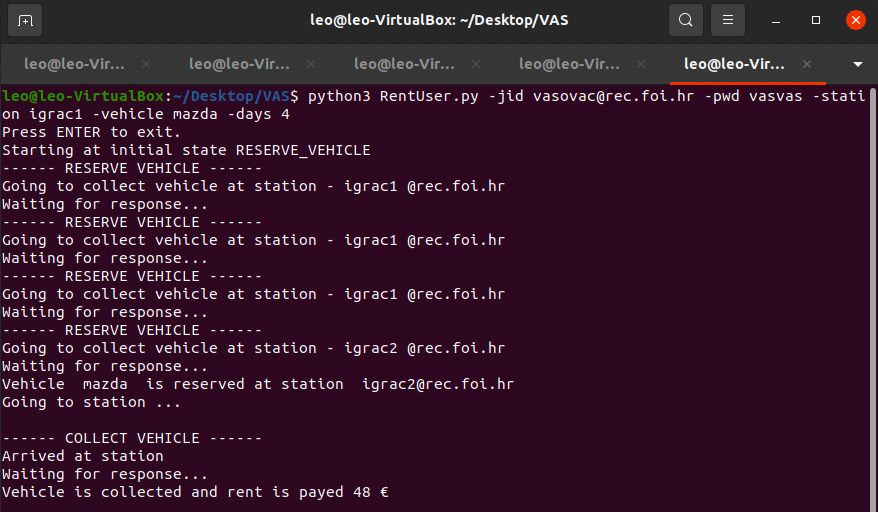 leo@leo-VirtualBox: ~/Desktop/VAS
leo@leo-Vir... leo@leo-Vir... leo@leo-Vir... leo@leo-Vir... leo@leo-Vir...
leo@leo-VirtualBox:~/Desktop/VAS$ python3 RentUser.py -jid vasovac@rec.foi.hr -pwd vasvas -stati
on igrac1 -vehicle mazda -days 4
Press ENTER to exit.
Starting at initial state RESERVE_VEHICLE
------ RESERVE VEHICLE ------
Going to collect vehicle at station - igrac1 @rec.foi.hr
Waiting for response...
------ RESERVE VEHICLE ------
Going to collect vehicle at station - igrac1 @rec.foi.hr
Waiting for response...
------ RESERVE VEHICLE ------
Going to collect vehicle at station - igrac1 @rec.foi.hr
Waiting for response...
------ RESERVE VEHICLE ------
Going to collect vehicle at station - igrac2 @rec.foi.hr
Waiting for response...
Vehicle  mazda  is reserved at station  igrac2@rec.foi.hr
Going to station ...

------ COLLECT VEHICLE ------
Arrived at station
Waiting for response...
Vehicle is collected and rent is payed 48 €